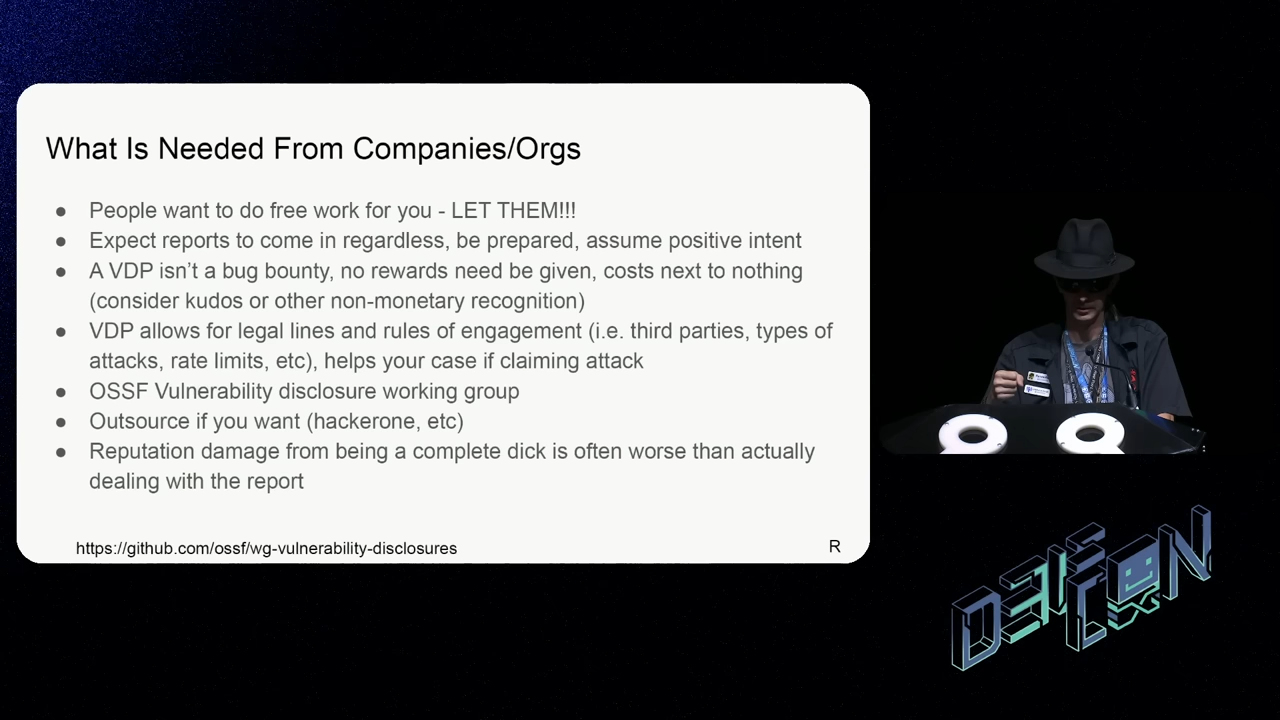 What Is Needed From Companies/Orgs
● People want to do free work for you - LET THEM!!!
● Expect reports to come in regardless, be prepared, assume positive intent
● A VDP isn’t a bug bounty, no rewards need be given, costs next to nothing
(consider kudos or other non-monetary recognition)
● VDP allows for legal lines and rules of engagement (i.e. third parties, types of
attacks, rate limits, etc), helps your case if claiming attack
● OSSF Vulnerability disclosure working group
● Outsource if you want (hackerone, etc)
● Reputation damage from being a complete dick is often worse than actually
dealing with the report
https://github.com/ossf/wg-vulnerability-disclosures
R
DEF
CON